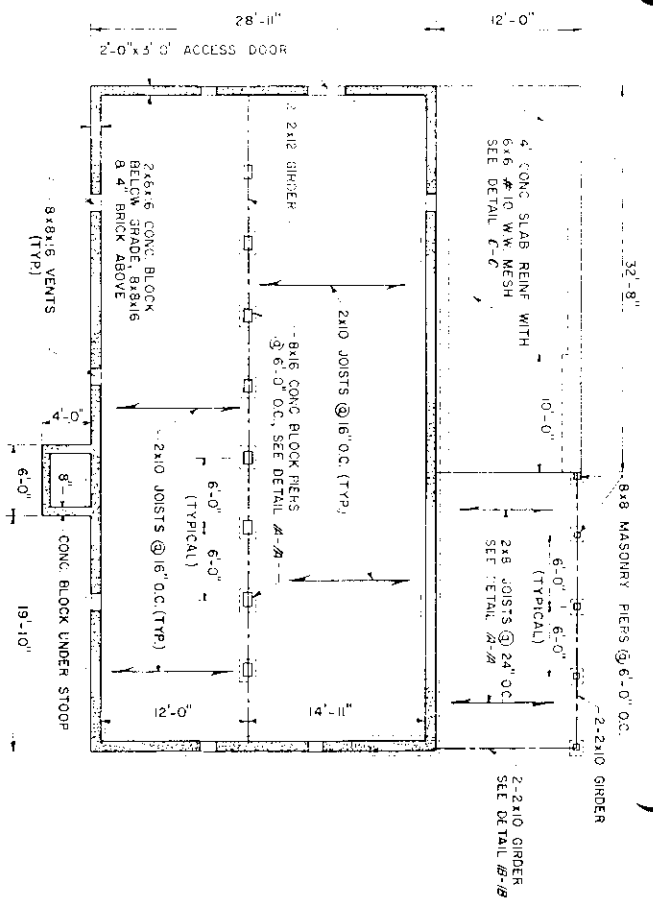 28'-11"
12'-0"
2'-0"x3' 0" ACCESS DOOR
32'-8"
4" CONC SLAB REINF WITH
6x6 #10 W.W. MESH
SEE DETAIL C-C
2 2x12 GIRDER
2x6x16 CONC BLOCK
BELOW GRADE, 8x8x16
& 4" BRICK ABOVE
8x8x16 VENTS
(TYP.)
2x10 JOISTS @ 16" O.C. (TYP.)
8x16 CONC BLOCK PIERS
@ 6'-0" O.C., SEE DETAIL A-A
10'-0"
8x8 MASONRY PIERS @ 6'-0" O.C.
6'-0" 6'-0"
(TYPICAL)
2x8 JOISTS @ 24" O.C.
SEE DETAIL A-A
2-2x10 GIRDER
2-2x10 GIRDER
SEE DETAIL B-B
2x10 JOISTS @ 16" O.C. (TYP.)
6'-0" 6'-0"
(TYPICAL)
4'-0"
8"
6'-0"
CONC. BLOCK UNDER STOOP
19'-10"
12'-0"
14'-11"